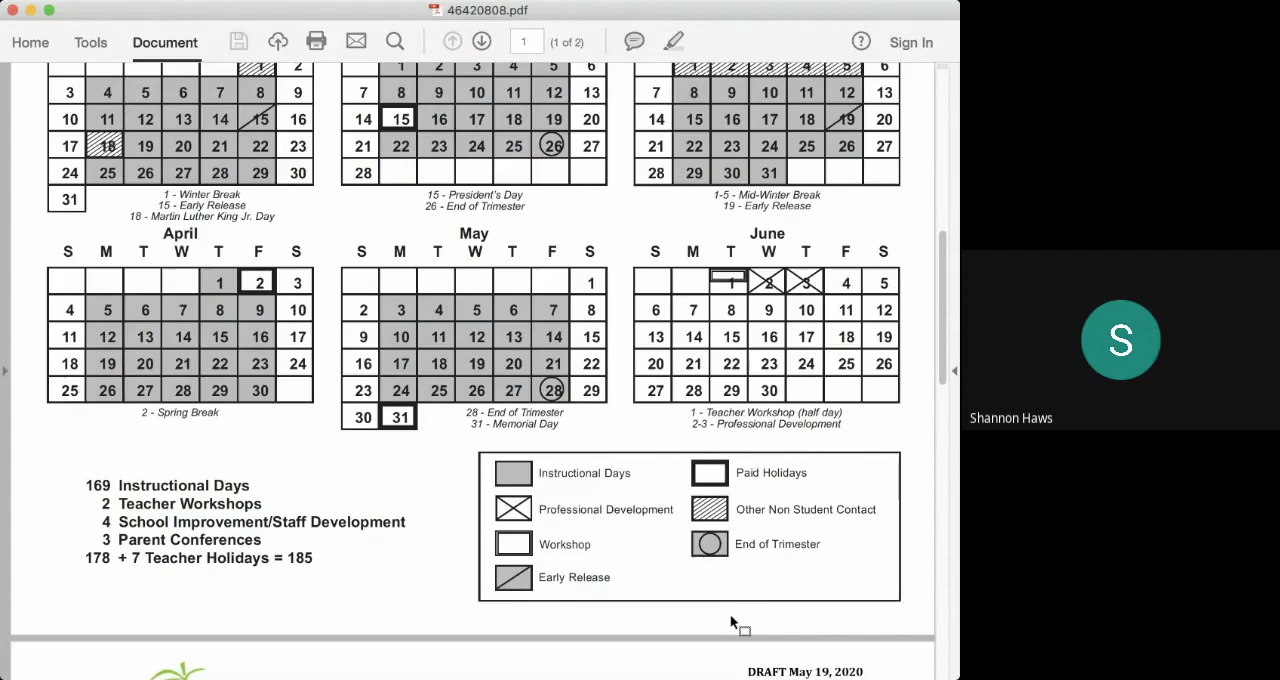 46420808.pdf
Home Tools Document 1 (1 of 2) ? Sign In
1 2 1 2 3 4 5 6 1 2 3 4 5 6
3 4 5 6 7 8 9 7 8 9 10 11 12 13 7 8 9 10 11 12 13
10 11 12 13 14 15 16 14 15 16 17 18 19 20 14 15 16 17 18 19 20
17 18 19 20 21 22 23 21 22 23 24 25 26 27 21 22 23 24 25 26 27
24 25 26 27 28 29 30 28 28 29 30 31
31
1 - Winter Break
15 - Early Release
18 - Martin Luther King Jr. Day
15 - President's Day
26 - End of Trimester
1-5 - Mid-Winter Break
19 - Early Release
April May June
S M T W T F S S M T W T F S S M T W T F S
1 2 3 1 1 2 3 4 5
4 5 6 7 8 9 10 2 3 4 5 6 7 8 6 7 8 9 10 11 12
11 12 13 14 15 16 17 9 10 11 12 13 14 15 13 14 15 16 17 18 19
18 19 20 21 22 23 24 16 17 18 19 20 21 22 20 21 22 23 24 25 26
25 26 27 28 29 30 23 24 25 26 27 28 29 27 28 29 30
30 31
2 - Spring Break
28 - End of Trimester
31 - Memorial Day
1 - Teacher Workshop (half day)
2-3 - Professional Development
169 Instructional Days
2 Teacher Workshops
4 School Improvement/Staff Development
3 Parent Conferences
178 + 7 Teacher Holidays = 185
Instructional Days Paid Holidays
Professional Development Other Non Student Contact
Workshop End of Trimester
Early Release
DRAFT May 19, 2020
S
Shannon Haws